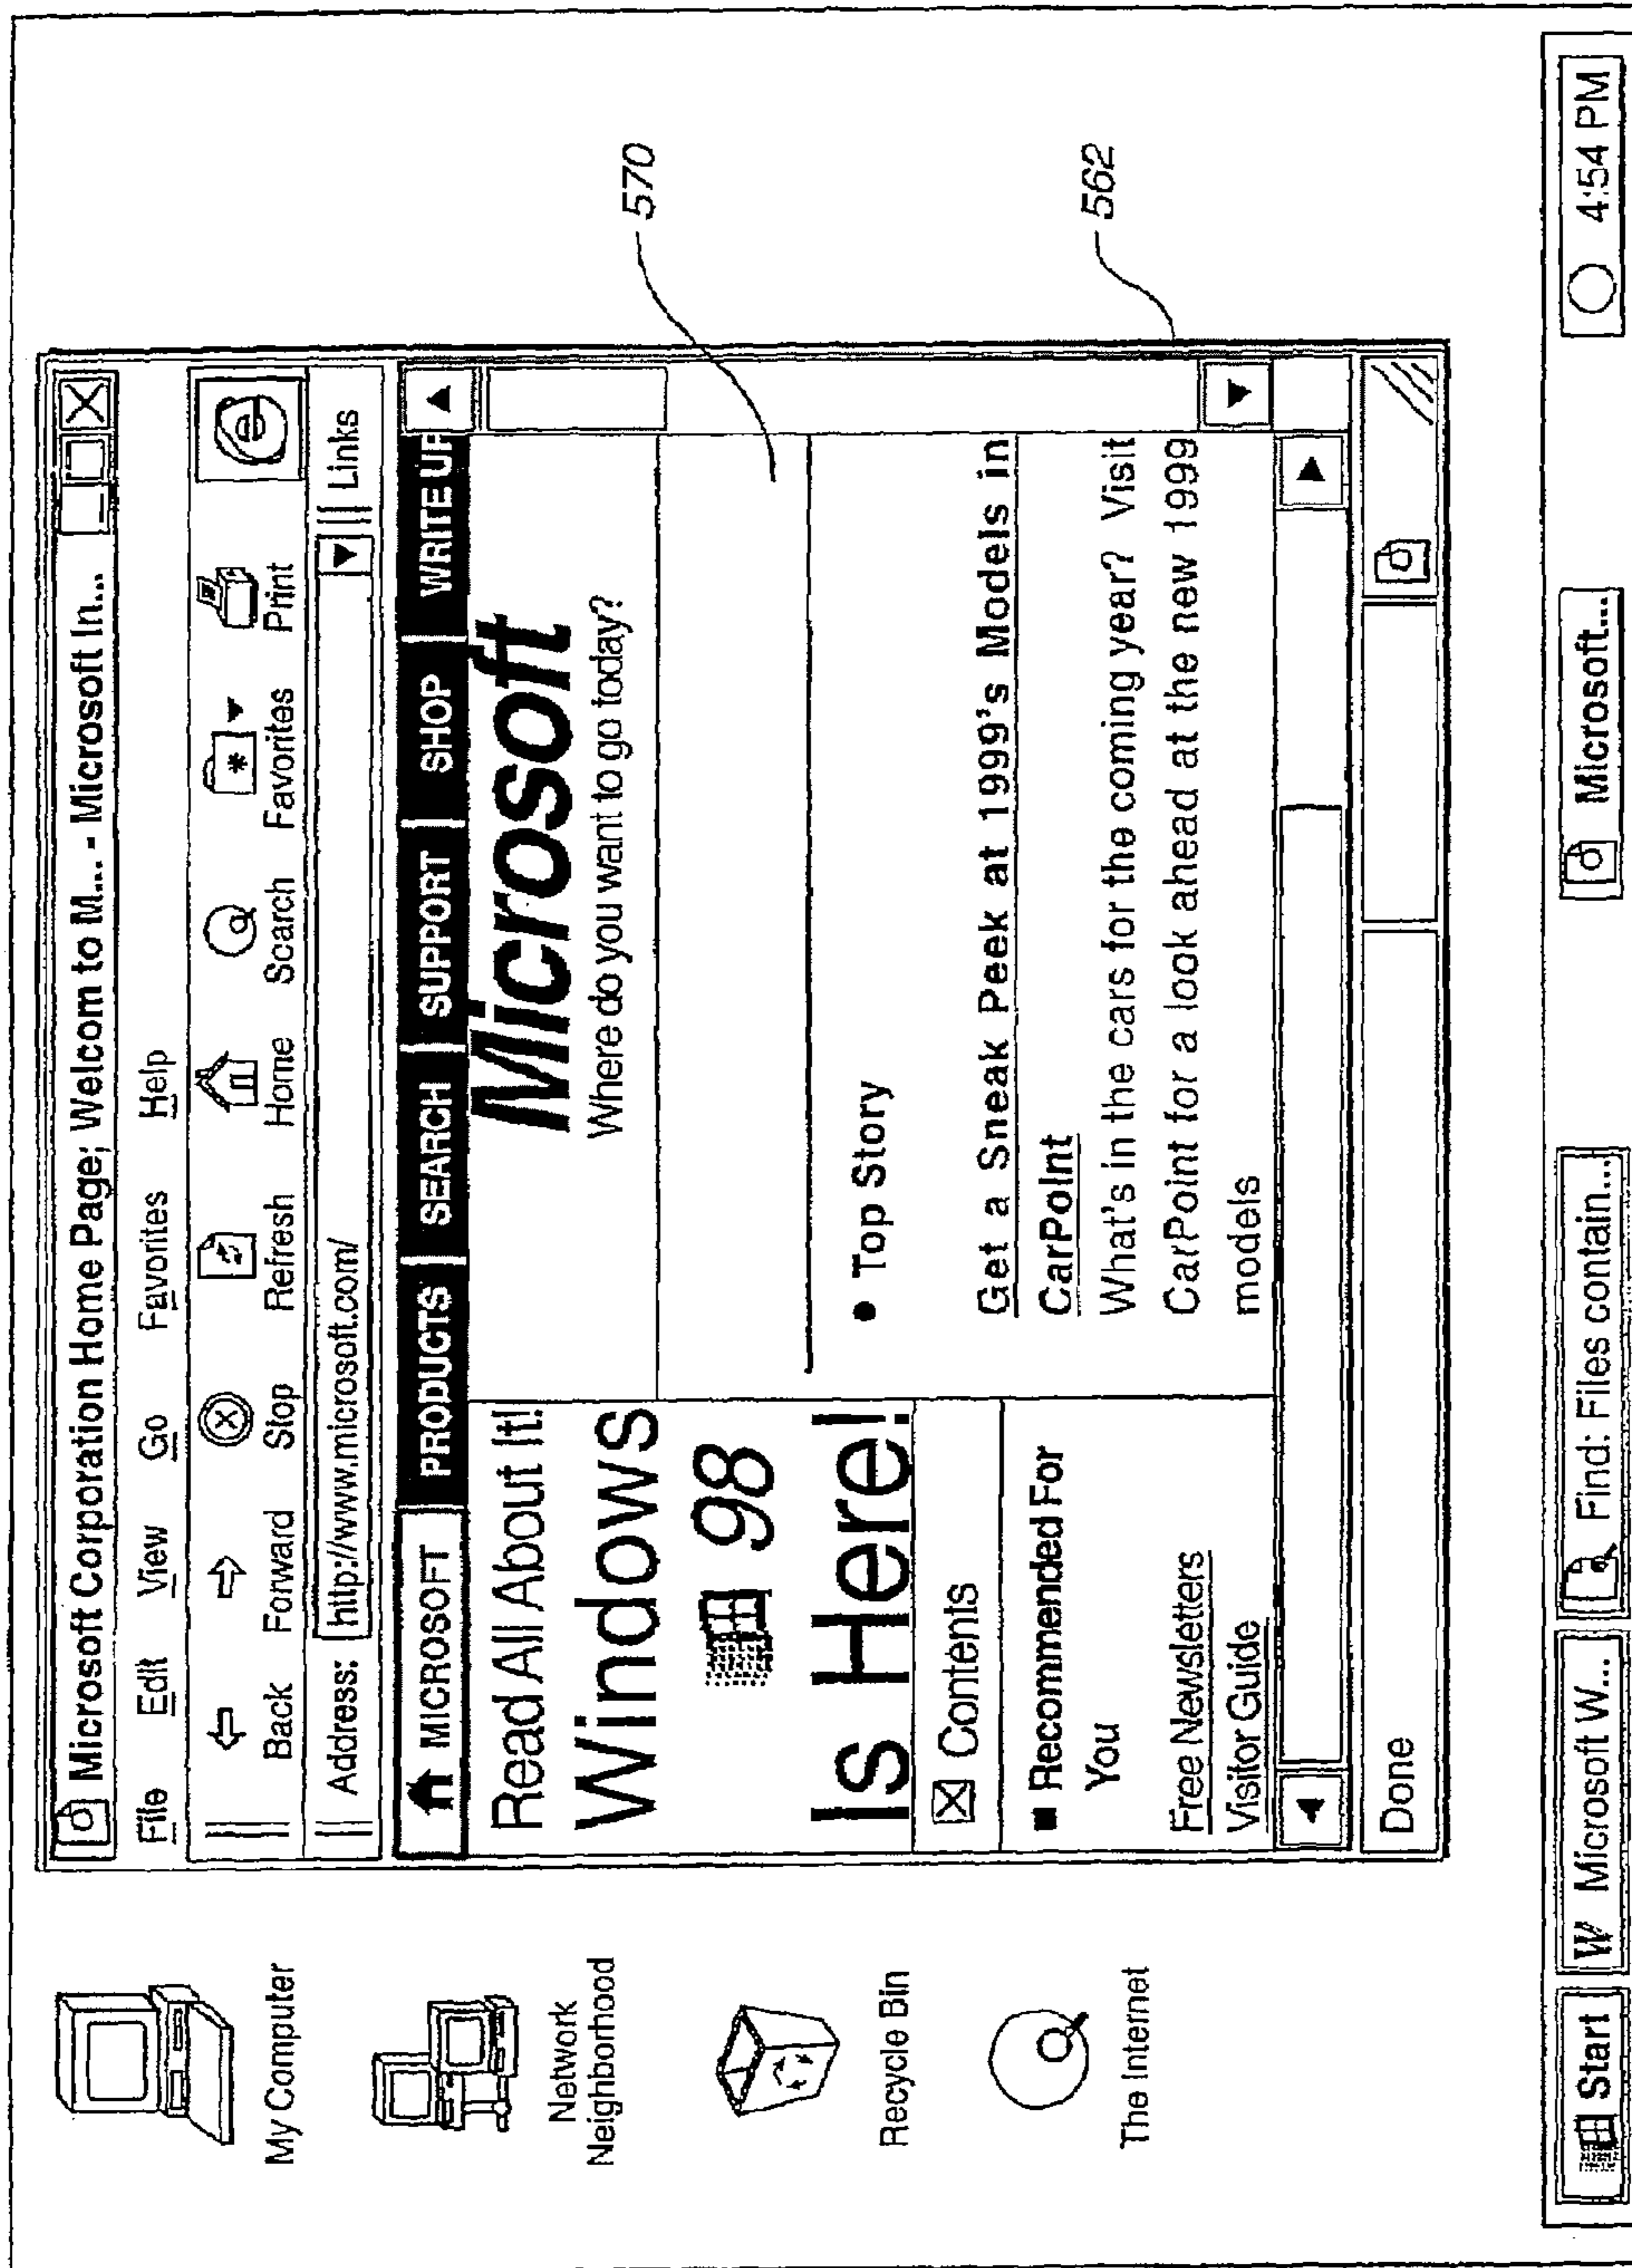 Microsoft Corporation Home Page; Welcom to M... - Microsoft In...
File Edit View Go Favorites Help
Back Forward Stop Refresh Home Search Favorites Print
Address: http://www.microsoft.com/ Links
MICROSOFT PRODUCTS SEARCH SUPPORT SHOP WRITE UP
Read All About It!
Windows
98
Is Here!
Contents
Recommended For
You
Free Newsletters
Visitor Guide
Microsoft
Where do you want to go today?
• Top Story
Get a Sneak Peek at 1999's Models in
CarPoint
What's in the cars for the coming year? Visit
CarPoint for a look ahead at the new 1999
models
Done
570
562
My Computer
Network
Neighborhood
Recycle Bin
The Internet
Start W Microsoft W... Find: Files contain... Microsoft... 4:54 PM